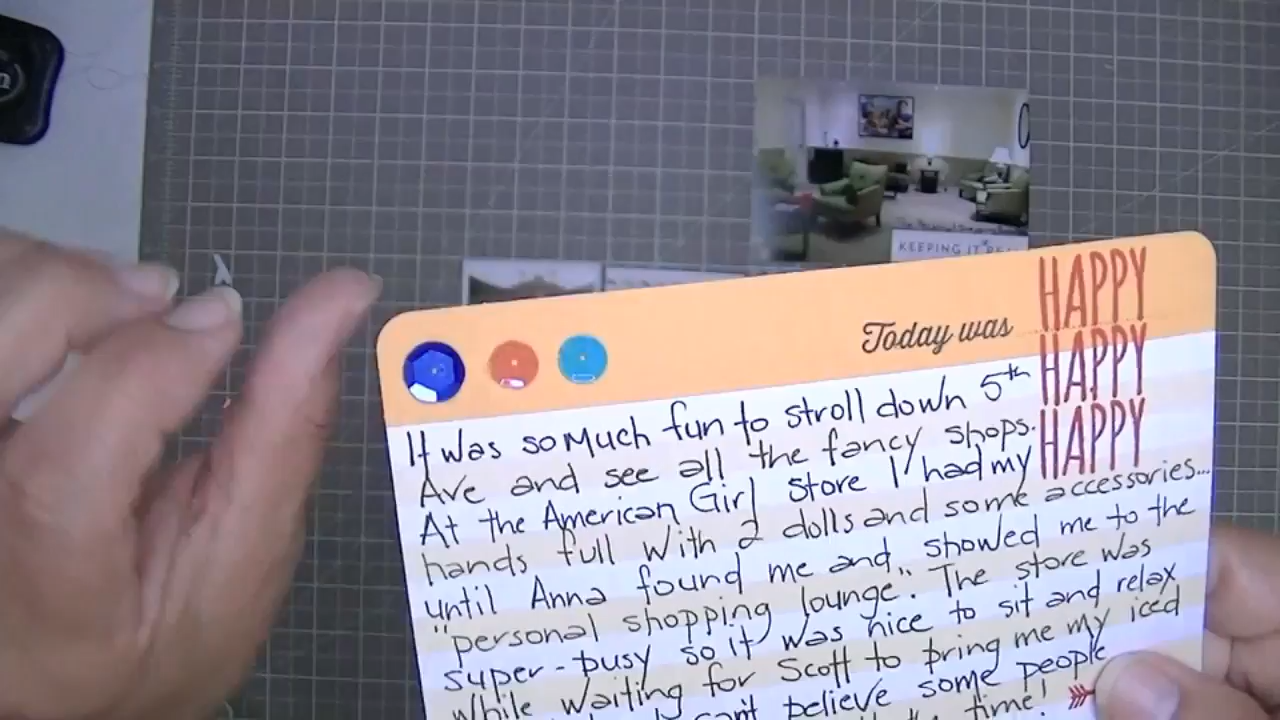 KEEPING IT REAL
Today was
HAPPY
HAPPY
HAPPY
It was so much fun to stroll down 5th
Ave and see all the fancy shops.
At the American Girl store I had my
hands full with 2 dolls and some accessories...
until Anna found me and showed me to the
"personal shopping lounge". The store was
super-busy so it was nice to sit and relax
while waiting for Scott to bring me my iced
can't believe some people
time!